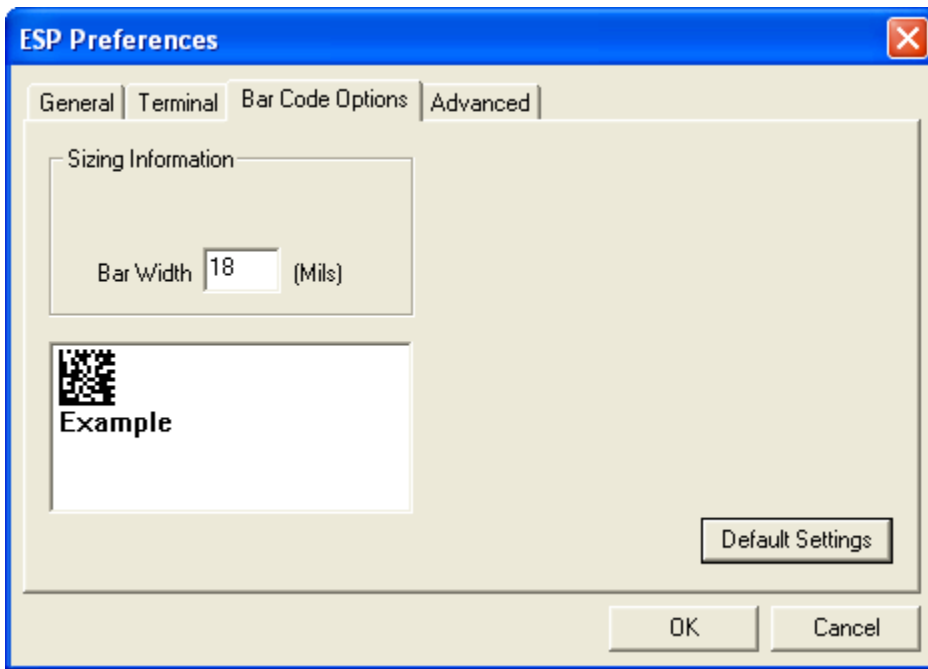 ESP Preferences
General Terminal Bar Code Options Advanced
Sizing Information
Bar Width 18 (Mils)
Example
Default Settings
OK Cancel